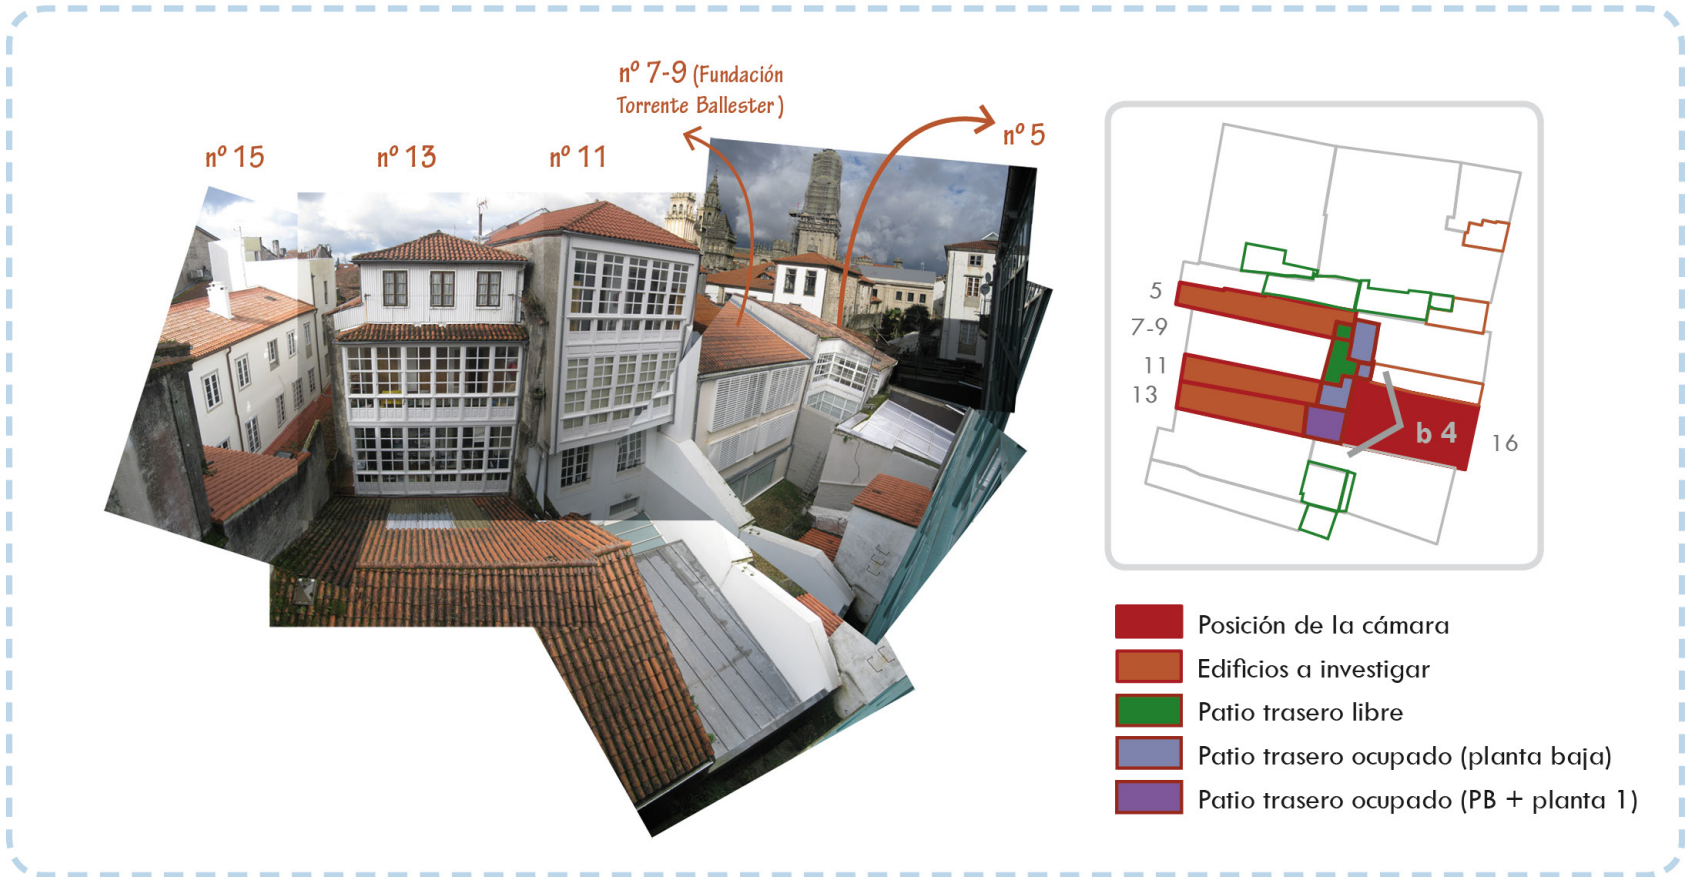 nº 7-9 (Fundación
Torrente Ballester)
nº 15
nº 13
nº 11
nº 5
5
7-9
11
13
b 4
16
Posición de la cámara
Edificios a investigar
Patio trasero libre
Patio trasero ocupado (planta baja)
Patio trasero ocupado (PB + planta 1)